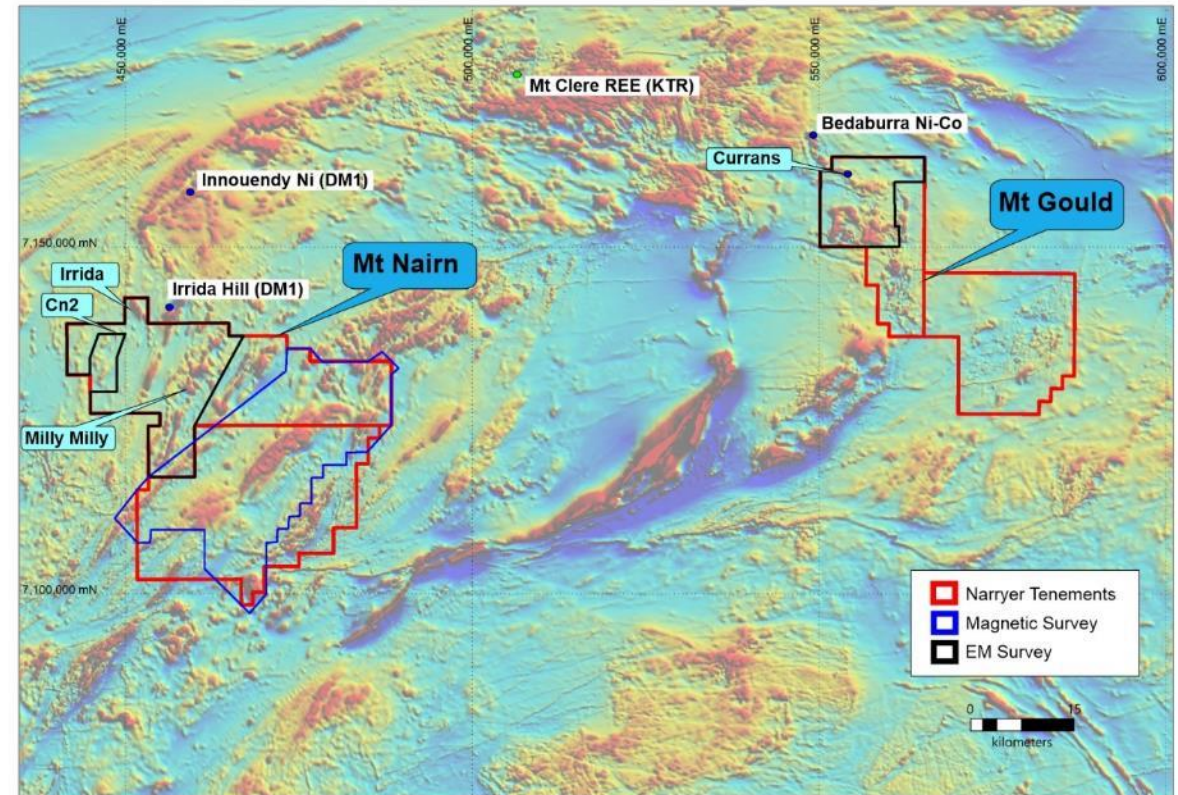 450,000 mE
500,000 mE
550,000 mE
600,000 mE
Mt Clere REE (KTR)
Bedaburra Ni-Co
Currans
Innouendy Ni (DM1)
Mt Gould
7,150,000 mN
Mt Nairn
Irrida
Irrida Hill (DM1)
Cn2
Milly Milly
7,100,000 mN
Narryer Tenements
Magnetic Survey
EM Survey
0 15
kilometers